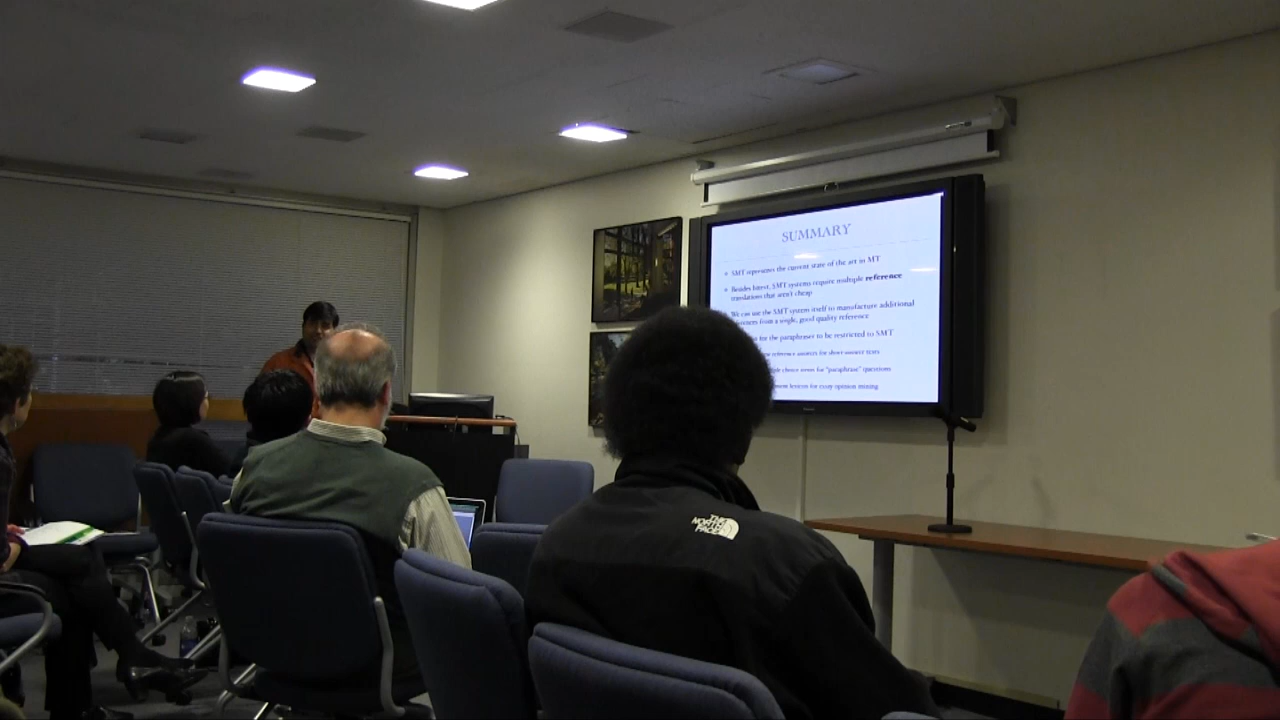 SUMMARY
SMT represents the current state of the art in MT
Besides bitext, SMT systems require multiple reference
translations that aren't cheap
We can use the SMT system itself to manufacture additional
from a single, good quality reference
for the paraphraser to be restricted to SMT
reference sources for short answer tests
choice items for "paraphrase" questions
lexicon for essay opinion mining
THE
NORTH
FACE